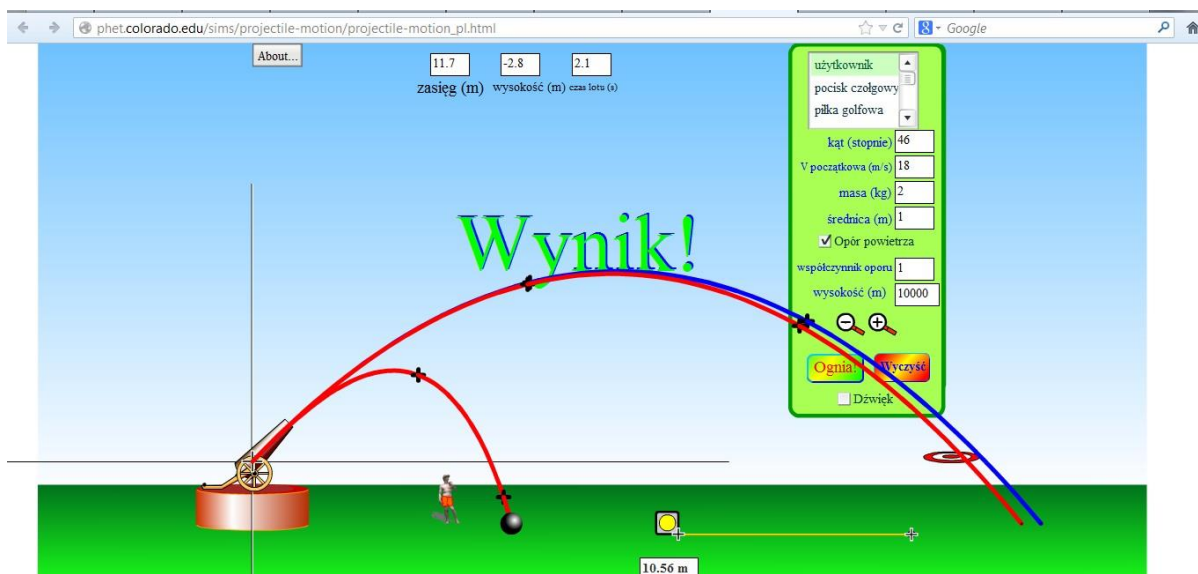 phet.colorado.edu/sims/projectile-motion/projectile-motion_pl.html
Google
About...
11.7 -2.8 2.1
zasięg (m) wysokość (m) czas lotu (s)
użytkownik
pocisk czołgowy
piłka golfowa
kąt (stopnie) 46
V początkowa (m/s) 18
masa (kg) 2
średnica (m) 1
Opór powietrza
współczynnik oporu 1
wysokość (m) 10000
Ognia! Wyczyść
Dźwięk
Wynik!
10.56 m